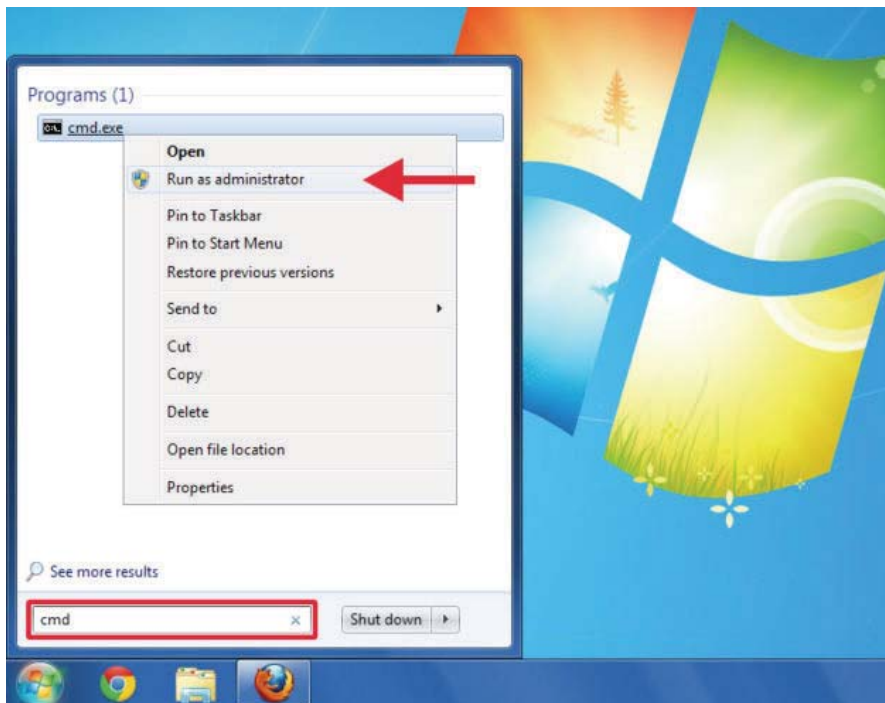 Programs (1)
cmd.exe
Open
Run as administrator
Pin to Taskbar
Pin to Start Menu
Restore previous versions
Send to
Cut
Copy
Delete
Open file location
Properties
See more results
cmd
Shut down